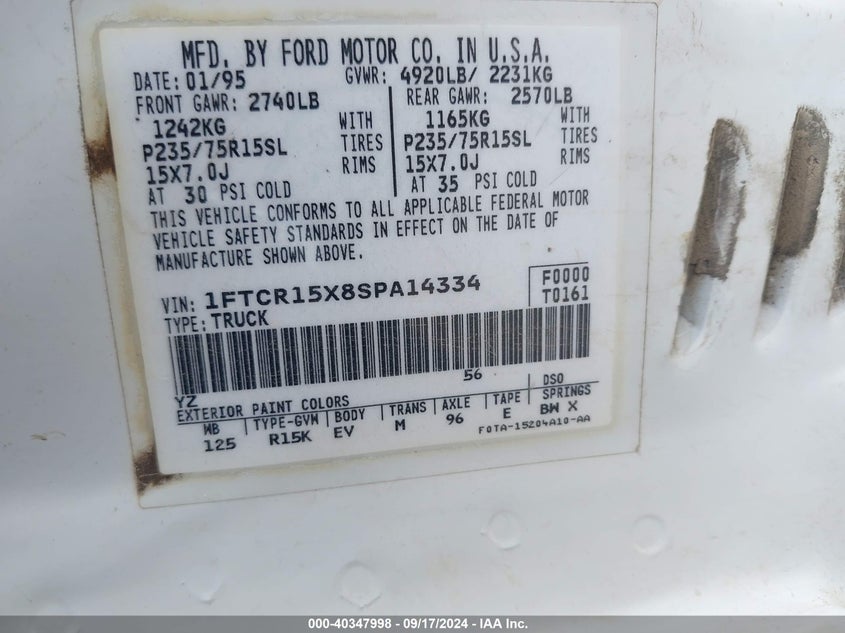 MFD. BY FORD MOTOR CO. IN U.S.A.
DATE: 01/95 GVWR: 4920LB/ 2231KG
FRONT GAWR: 2740LB REAR GAWR: 2570LB
1242KG WITH 1165KG WITH
P235/75R15SL TIRES P235/75R15SL TIRES
15X7.0J RIMS 15X7.0J RIMS
AT 30 PSI COLD AT 35 PSI COLD
THIS VEHICLE CONFORMS TO ALL APPLICABLE FEDERAL MOTOR
VEHICLE SAFETY STANDARDS IN EFFECT ON THE DATE OF
MANUFACTURE SHOWN ABOVE.
VIN: 1FTCR15X8SPA14334 F0000
TYPE: TRUCK T0161
56
YZ DSO
EXTERIOR PAINT COLORS
WB TYPE-GVW BODY TRANS AXLE TAPE SPRINGS
125 R15K EV M 96 E BW X
F0TA-15204A10-AA
000-40347998 - 09/17/2024 - IAA Inc.